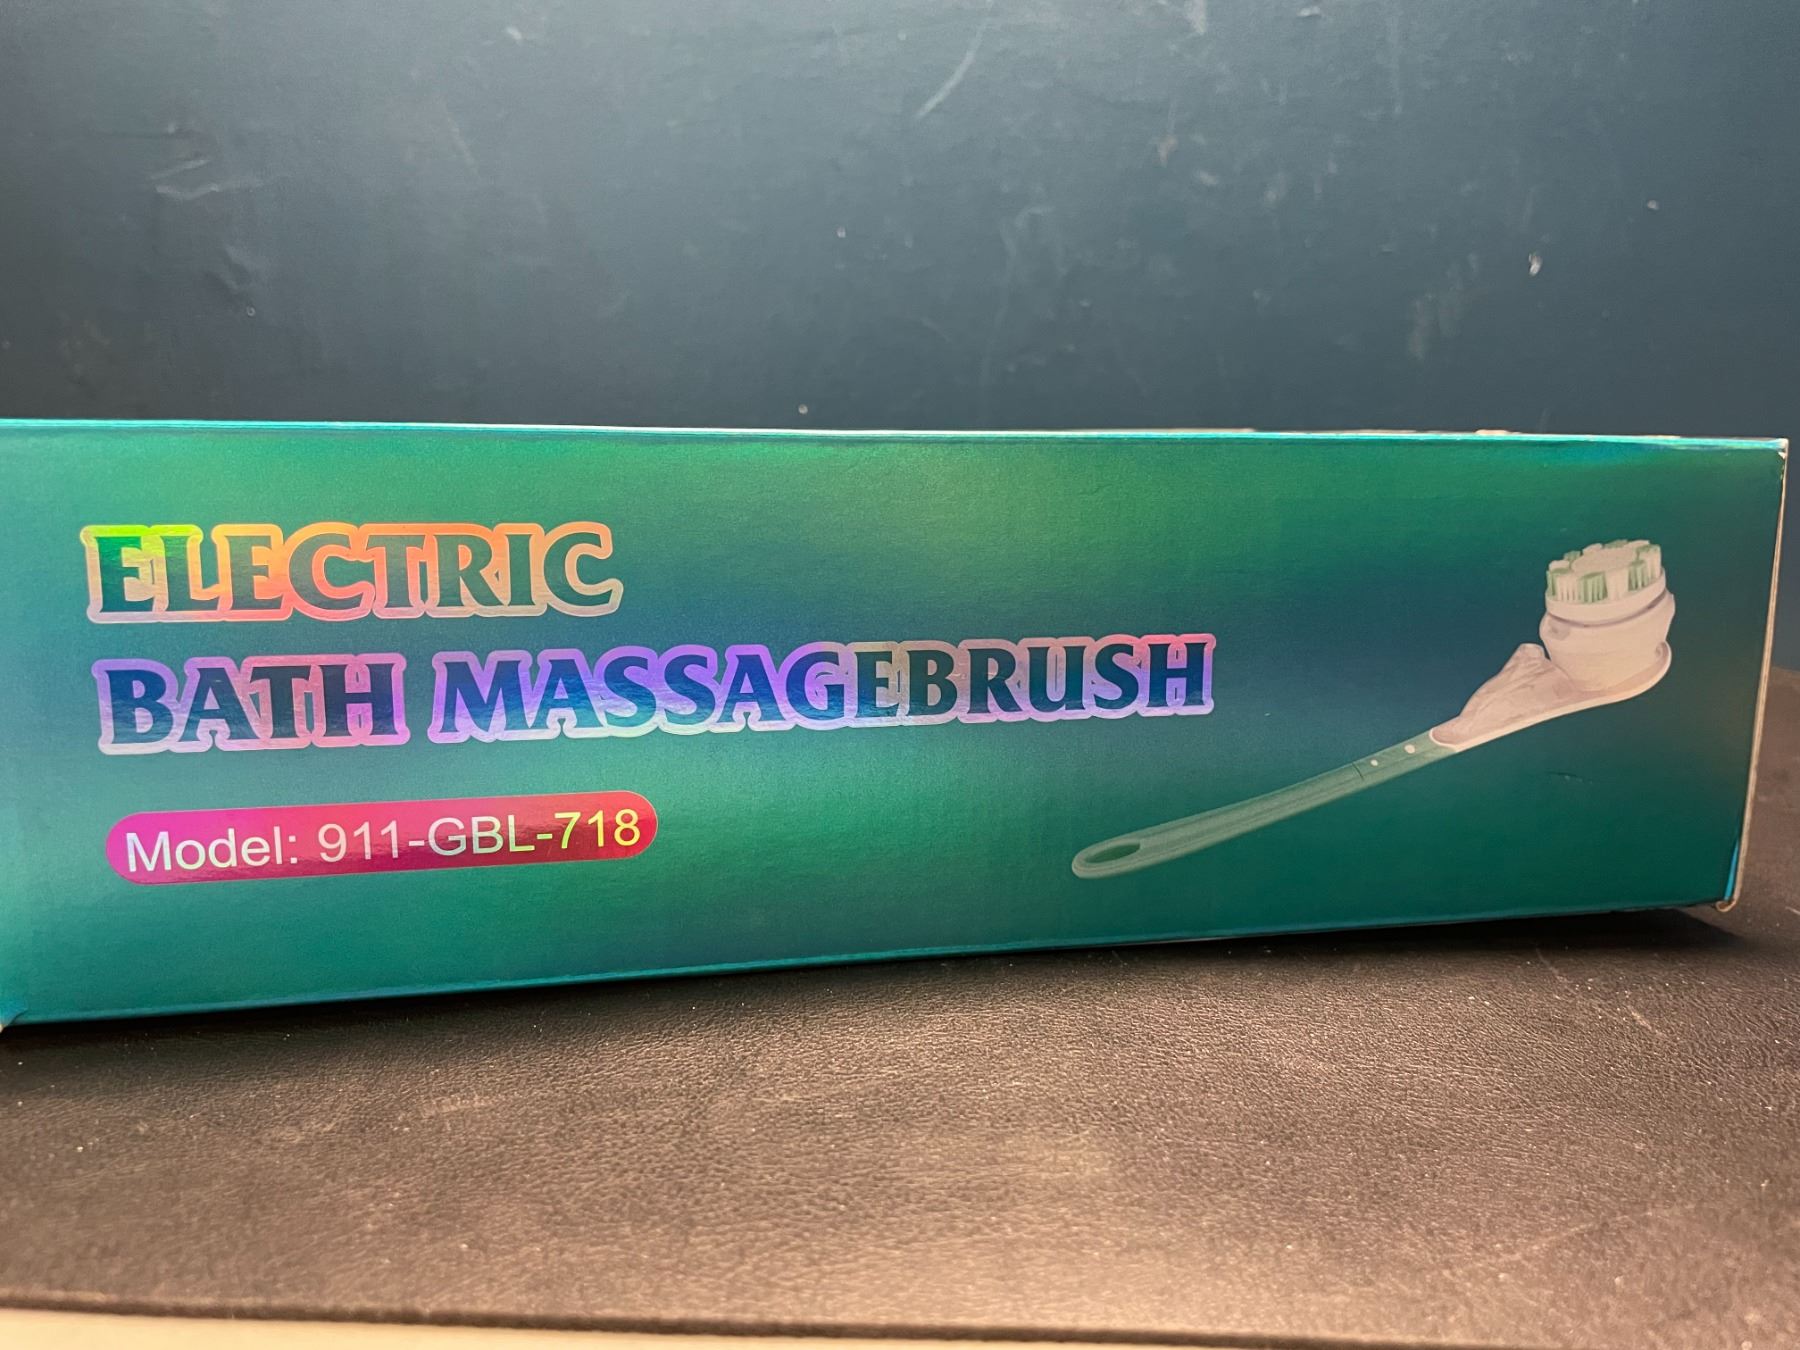 ELECTRIC
BATH MASSAGEBRUSH
Model: 911-GBL-718